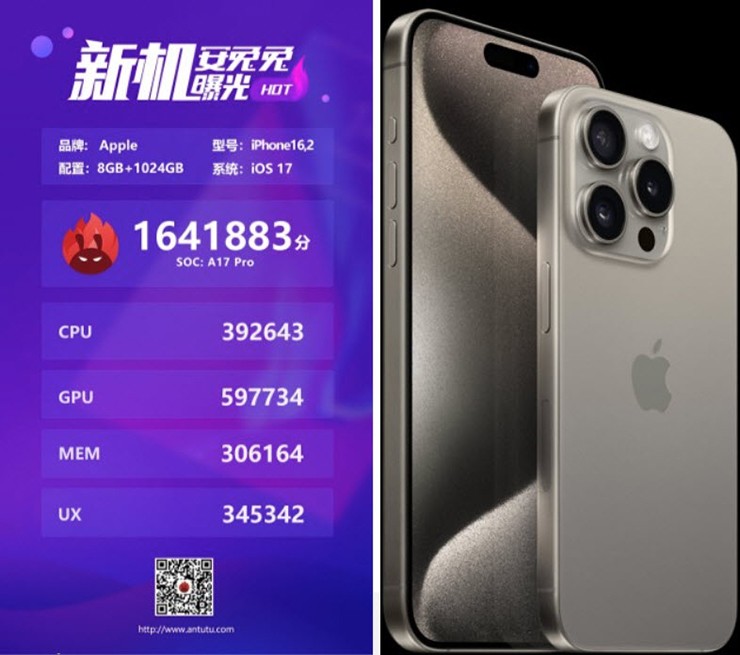 新机 安兔兔
曝光 HOT
品牌: Apple 型号: iPhone16,2
配置: 8GB+1024GB 系统: iOS 17
1641883分
SOC: A17 Pro
CPU 392643
GPU 597734
MEM 306164
UX 345342
http://www.antutu.com